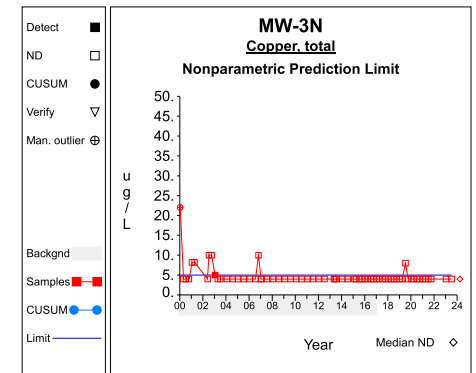 Detect
ND
CUSUM
Verify
Man. outlier
Backgnd
Samples
CUSUM
Limit
MW-3N
Copper, total
Nonparametric Prediction Limit
ug/L
50.
45.
40.
35.
30.
25.
20.
15.
10.
5.
0.
00 02 04 06 08 10 12 14 16 18 20 22 24
Year
Median ND